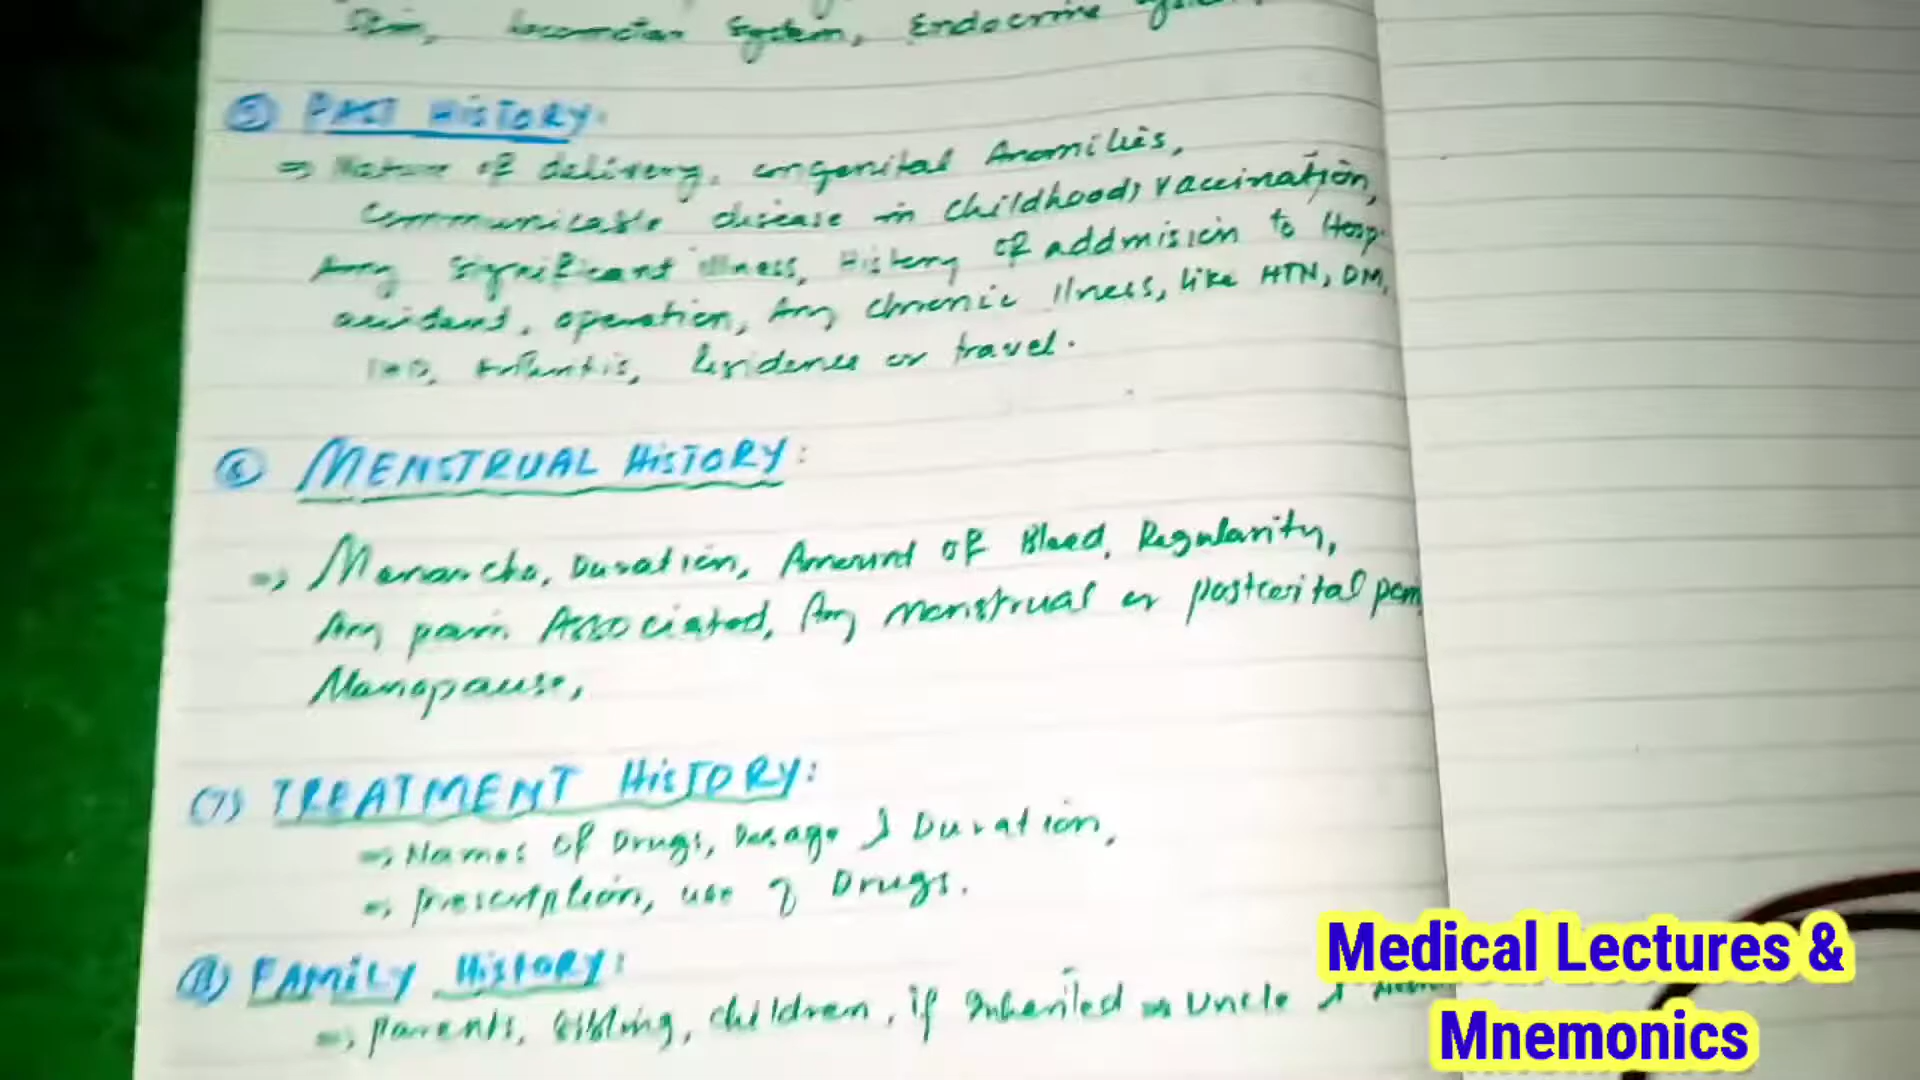 Skin, Locomotion System, Endocrine
⑤ PAST HISTORY:
⇒ Nature of delivery, congenital Anomilies,
Communicable disease in childhood, vaccination,
Any significant illness, History of addmision to Hosp.
accident, operation, Any chronic illness, like HTN, DM,
IHD, Arthritis, Residence or travel.
⑥ MENSTRUAL HISTORY:
⇒ Menarche, Duration, Amount of Blood, Regularity,
Any pain Associated, Any menstrual or postcoital pain
Menopause,
(7) TREATMENT HISTORY:
⇒ Names of Drugs, Dosage & Duration,
⇒ Prescription, use of Drugs.
(8) FAMILY HISTORY:
⇒ parents, sibling, children, if Inherited Uncle &
Medical Lectures &
Mnemonics